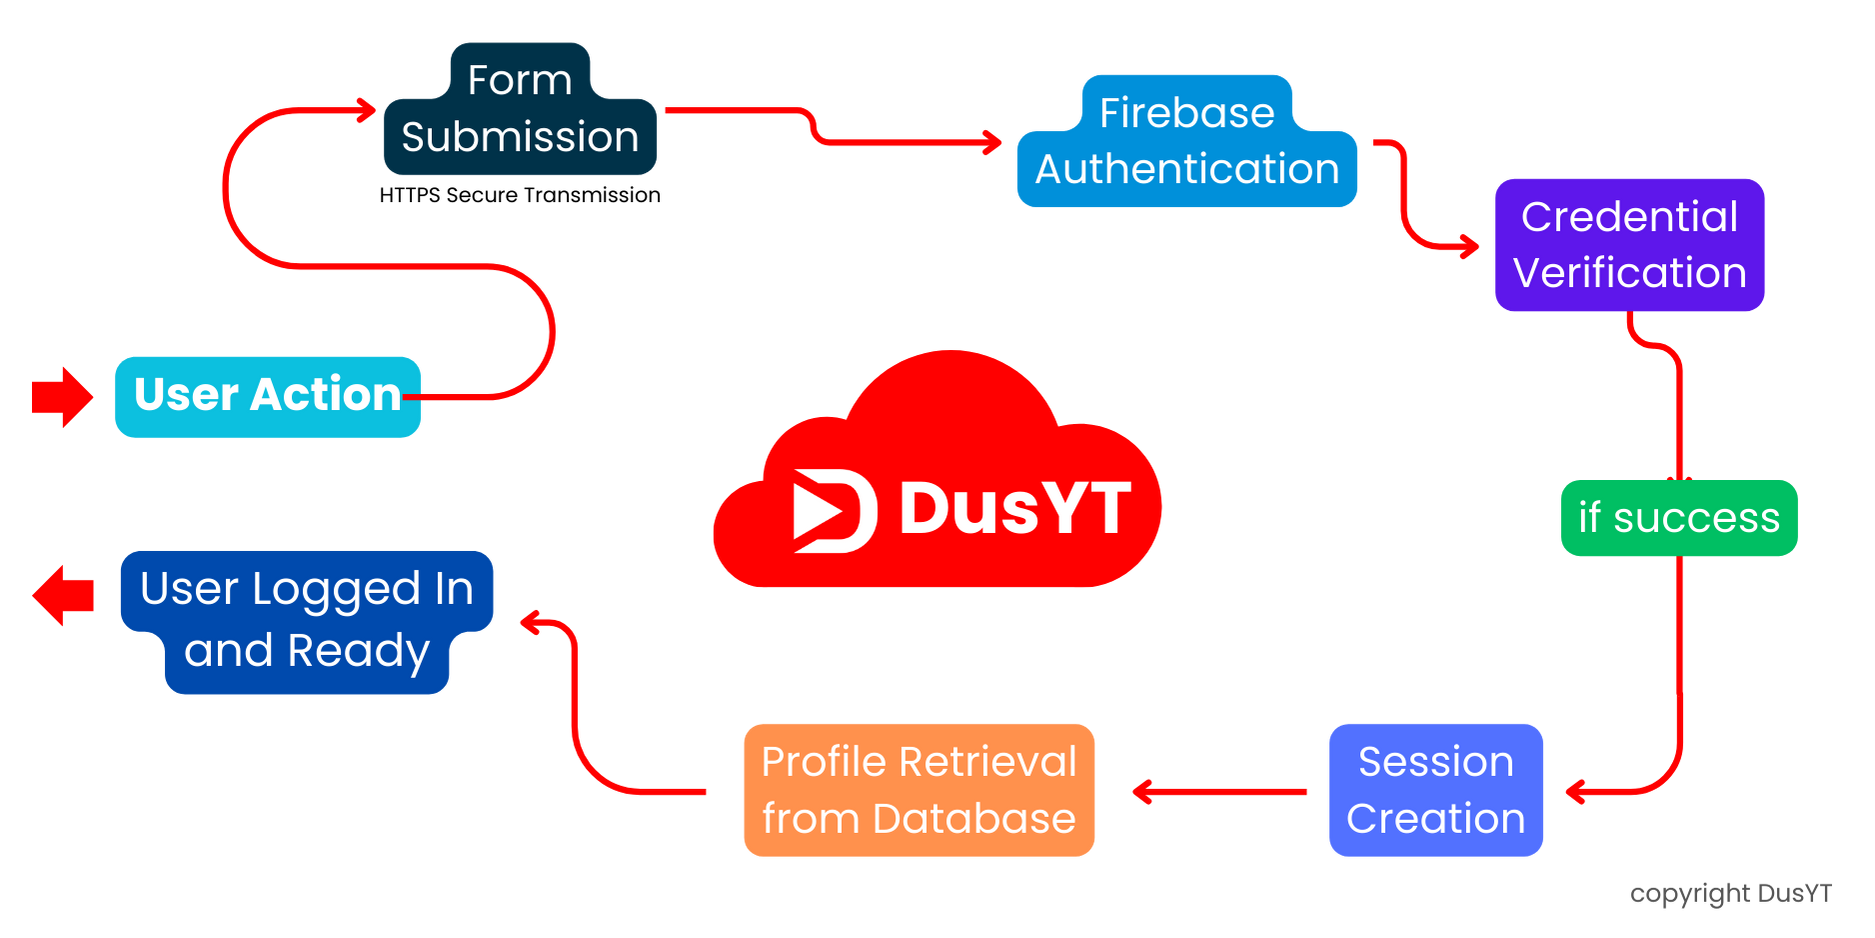 Form
Submission
HTTPS Secure Transmission
Firebase
Authentication
Credential
Verification
User Action
DusYT
if success
User Logged In
and Ready
Profile Retrieval
from Database
Session
Creation
copyright DusYT